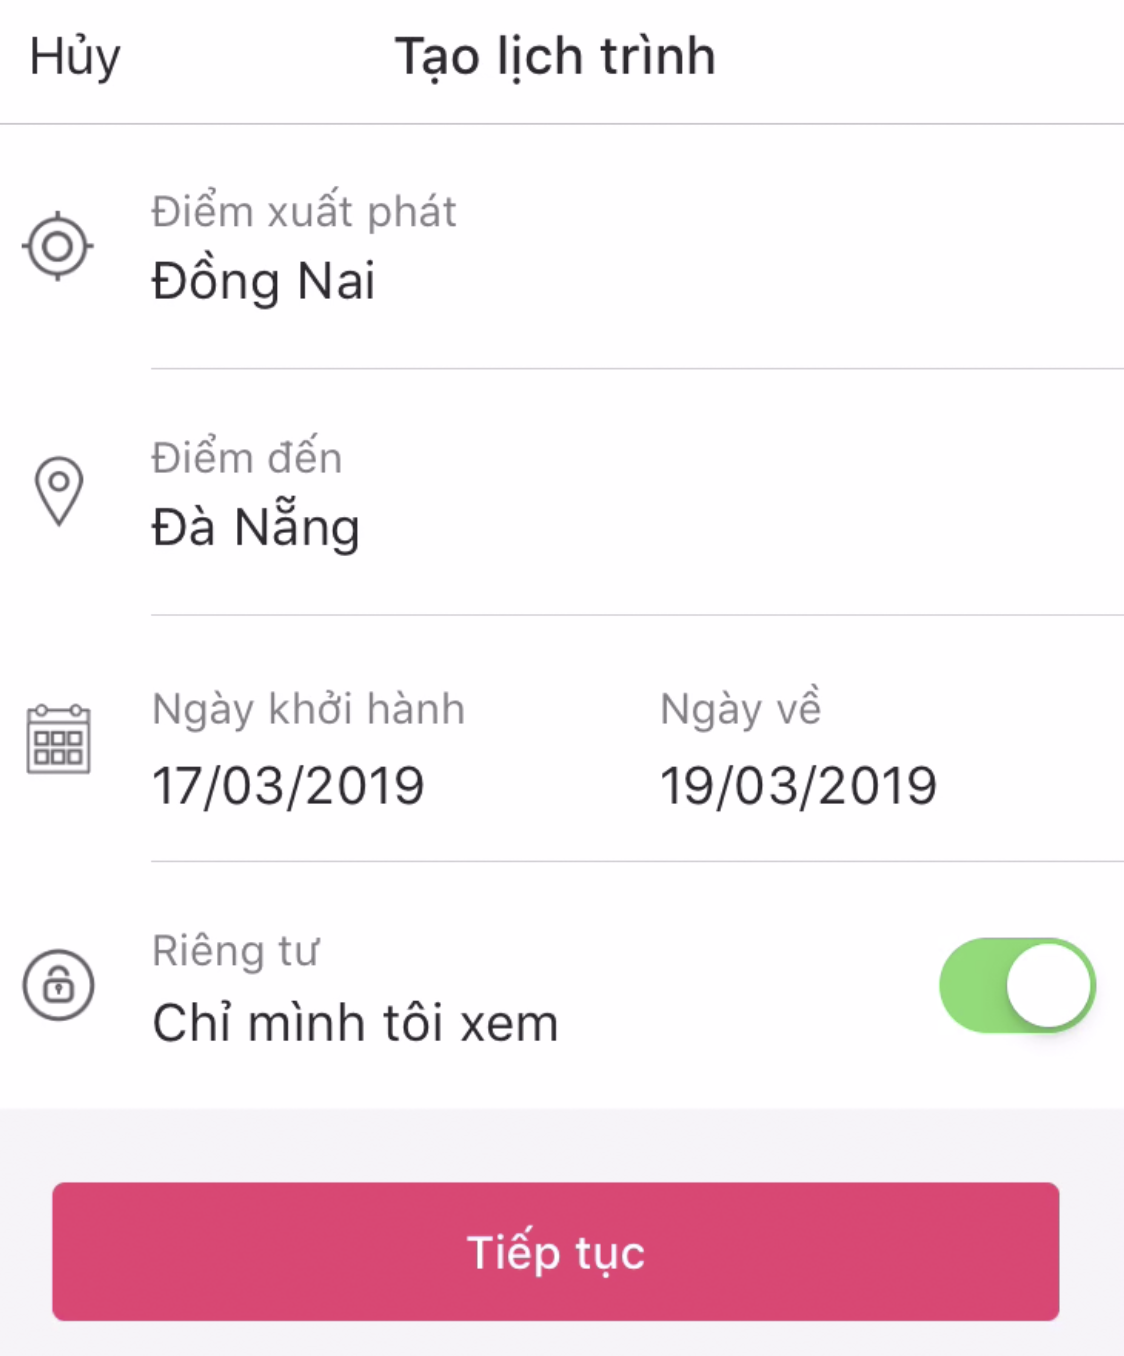 Hủy
Tạo lịch trình
Điểm xuất phát
Đồng Nai
Điểm đến
Đà Nẵng
Ngày khởi hành
Ngày về
17/03/2019
19/03/2019
Riêng tư
Chỉ mình tôi xem
Tiếp tục